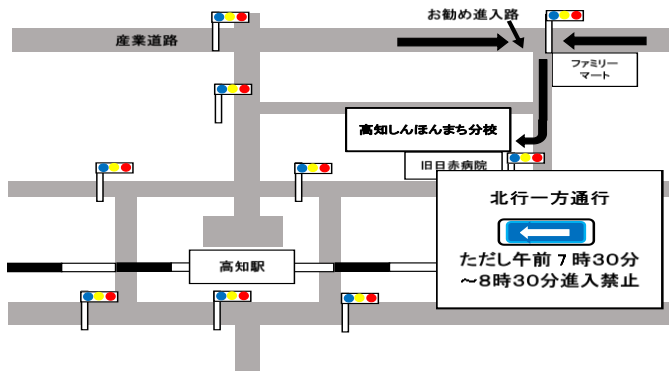 お勧め進入路
産業道路
ファミリー
マート
高知しんほんまち分校
旧日赤病院
北行一方通行
ただし午前７時30分
～8時30分進入禁止
高知駅